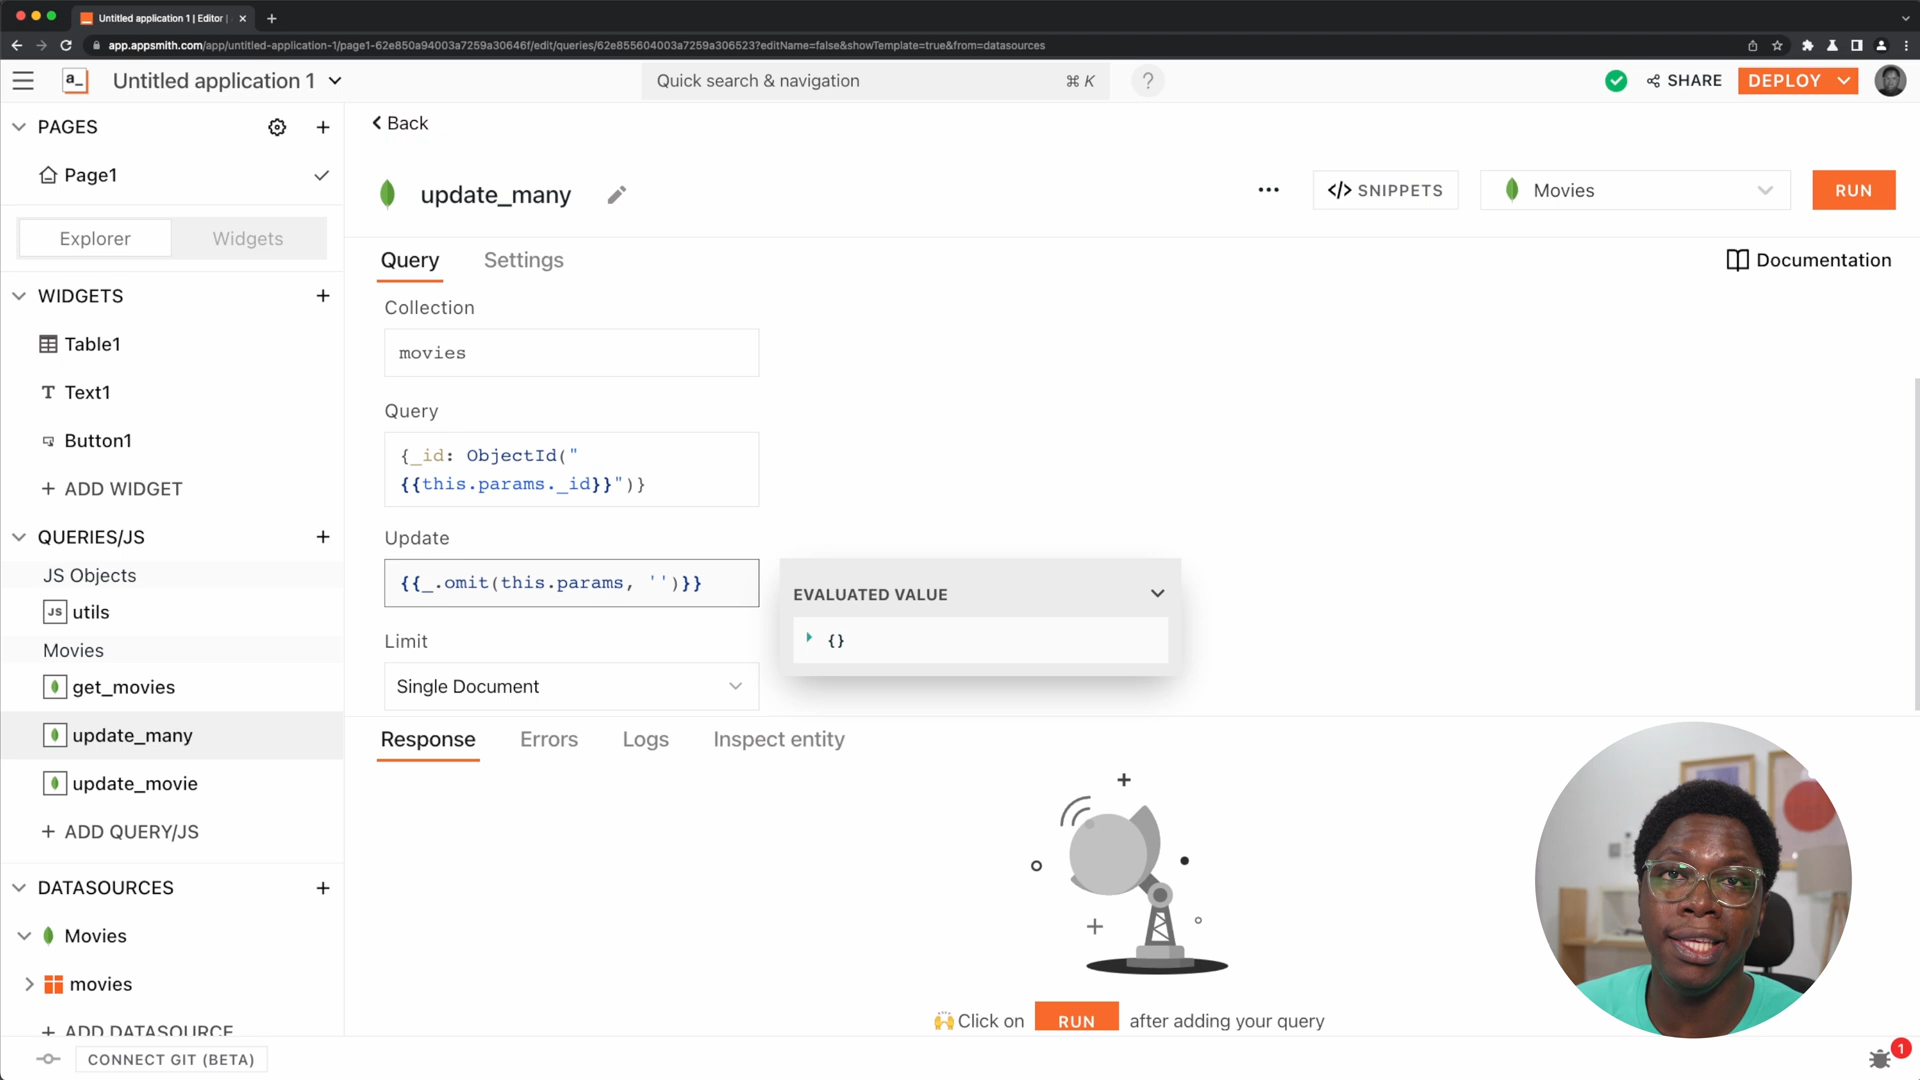 Untitled application 1 | Editor |
app.appsmith.com/app/untitled-application-1/page1-62e850a94003a7259a30646f/edit/queries/62e855604003a7259a306523?editName=false&showTemplate=true&from=datasources
a_
Untitled application 1
Quick search & navigation
⌘ K
?
SHARE
DEPLOY
PAGES
Page1
Explorer
Widgets
WIDGETS
Table1
Text1
Button1
+ ADD WIDGET
QUERIES/JS
JS Objects
JS utils
Movies
get_movies
update_many
update_movie
+ ADD QUERY/JS
DATASOURCES
Movies
movies
+ ADD DATASOURCE
CONNECT GIT (BETA)
Back
update_many
</> SNIPPETS
Movies
RUN
Query
Settings
Documentation
Collection
movies
Query
{_id: ObjectId("
{{this.params._id}}")}
Update
{{_.omit(this.params, '')}}
EVALUATED VALUE
{}
Limit
Single Document
Response
Errors
Logs
Inspect entity
🙌 Click on RUN after adding your query
1